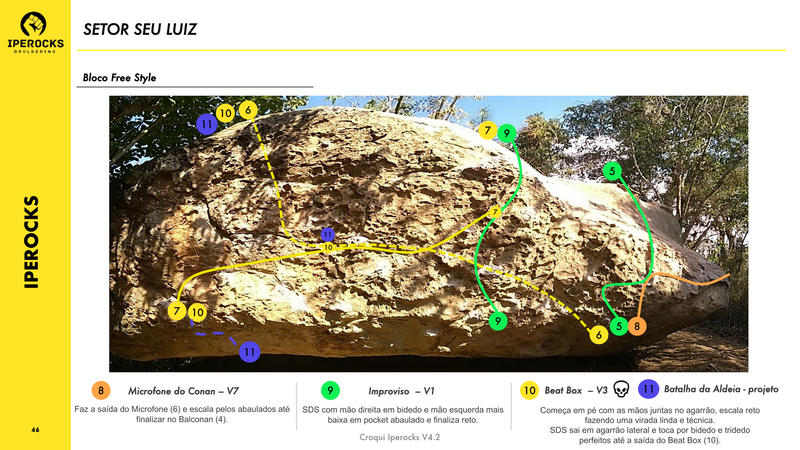 SETOR SEU LUIZ
IPEROCKS
BOULDERING
Bloco Free Style
11
10
6
7
9
5
7
11
10
7
10
9
11
6
5
8
IPEROCKS
8
Microfone do Conan – V7
Faz a saída do Microfone (6) e escala pelos abaulados até
finalizar no Balconan (4).
9
Improviso – V1
SDS com mão direita em bidedo e mão esquerda mais
baixa em pocket abaulado e finaliza reto.
10
Beat Box – V3
11
Batalha da Aldeia - projeto
Começa em pé com as mãos juntas no agarrão, escala reto
fazendo uma virada linda e técnica.
SDS sai em agarrão lateral e toca por bidedo e tridedo
perfeitos até a saída do Beat Box (10).
46
Croqui Iperocks V4.2